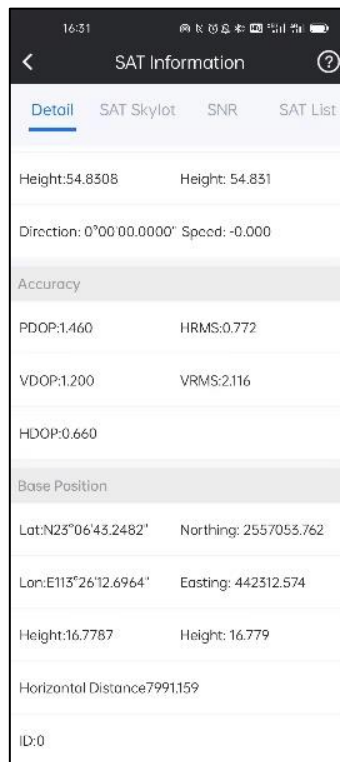 16:31
SAT Information
Detail SAT Skylot SNR SAT List
Height:54.8308 Height: 54.831
Direction: 0°00'00.0000" Speed: -0.000
Accuracy
PDOP:1.460 HRMS:0.772
VDOP:1.200 VRMS:2.116
HDOP:0.660
Base Position
Lat:N23°06'43.2482" Northing: 2557053.762
Lon:E113°26'12.6964" Easting: 442312.574
Height:16.7787 Height: 16.779
Horizontal Distance7991.159
ID:0